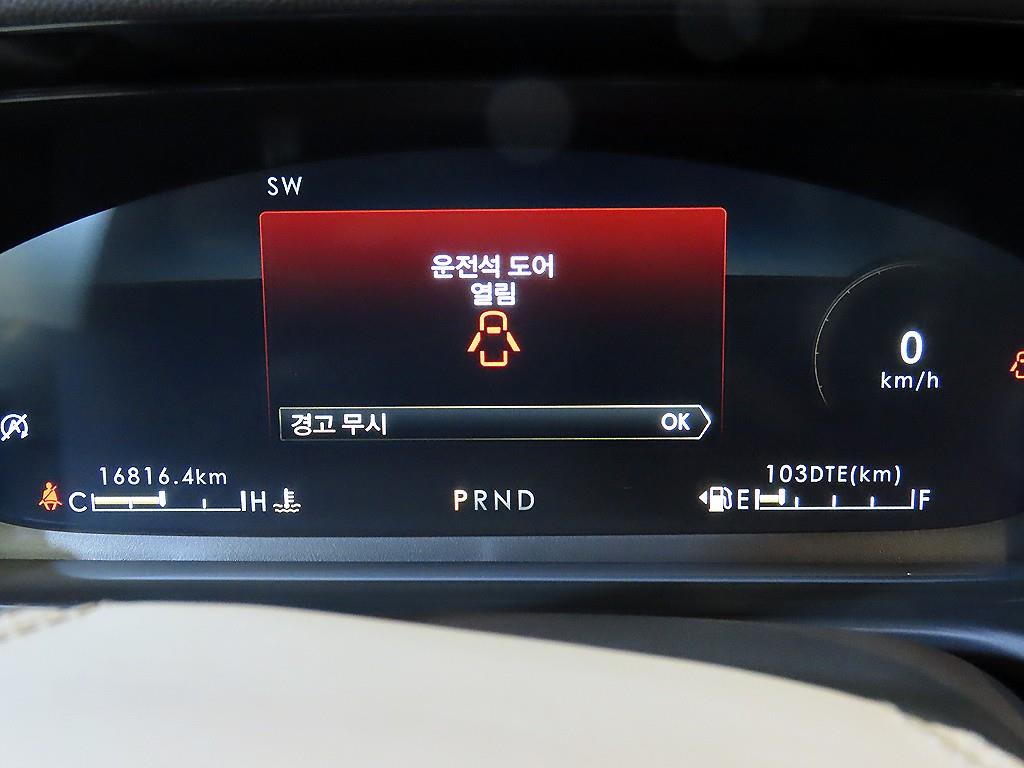 SW
운전석 도어
열림
0
km/h
경고 무시 OK
16816.4km
103DTE(km)
C H
PRND
E F